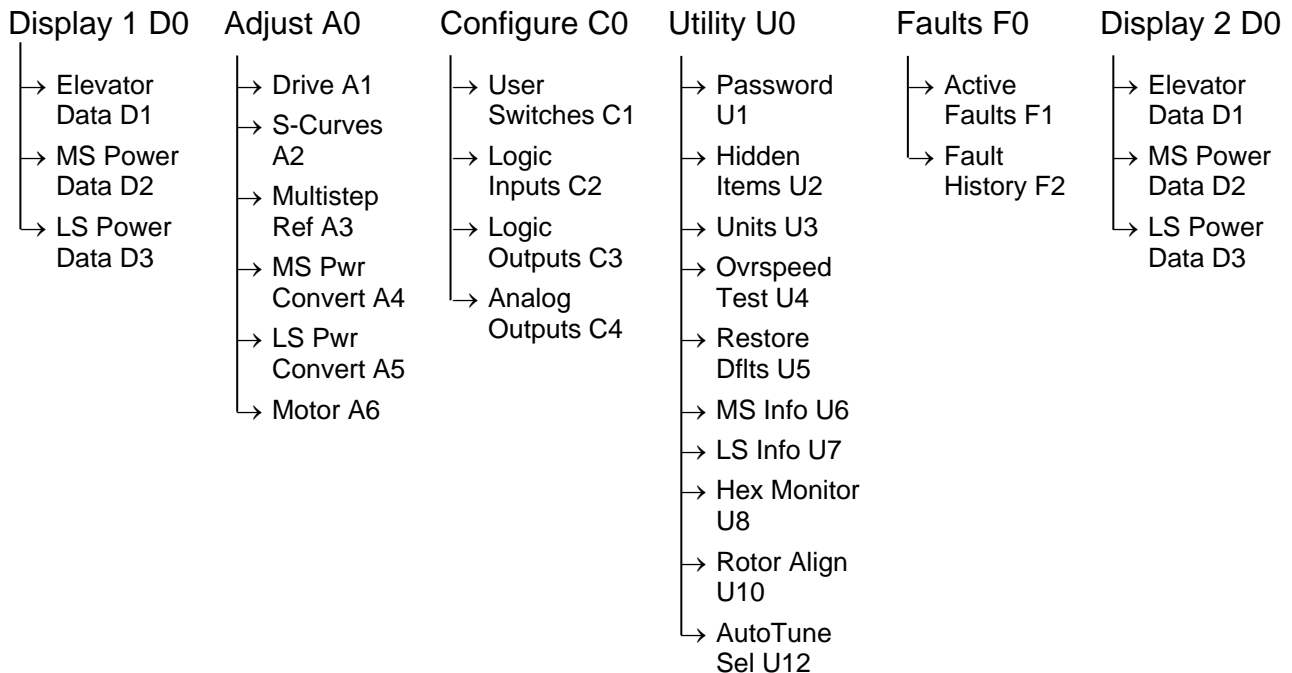 Display 1 D0
→ Elevator
Data D1
→ MS Power
Data D2
→ LS Power
Data D3
Adjust A0
→ Drive A1
→ S-Curves
A2
→ Multistep
Ref A3
→ MS Pwr
Convert A4
→ LS Pwr
Convert A5
→ Motor A6
Configure C0
→ User
Switches C1
→ Logic
Inputs C2
→ Logic
Outputs C3
→ Analog
Outputs C4
Utility U0
→ Password
U1
→ Hidden
Items U2
→ Units U3
→ Ovrspeed
Test U4
→ Restore
Dflts U5
→ MS Info U6
→ LS Info U7
→ Hex Monitor
U8
→ Rotor Align
U10
→ AutoTune
Sel U12
Faults F0
→ Active
Faults F1
→ Fault
History F2
Display 2 D0
→ Elevator
Data D1
→ MS Power
Data D2
→ LS Power
Data D3